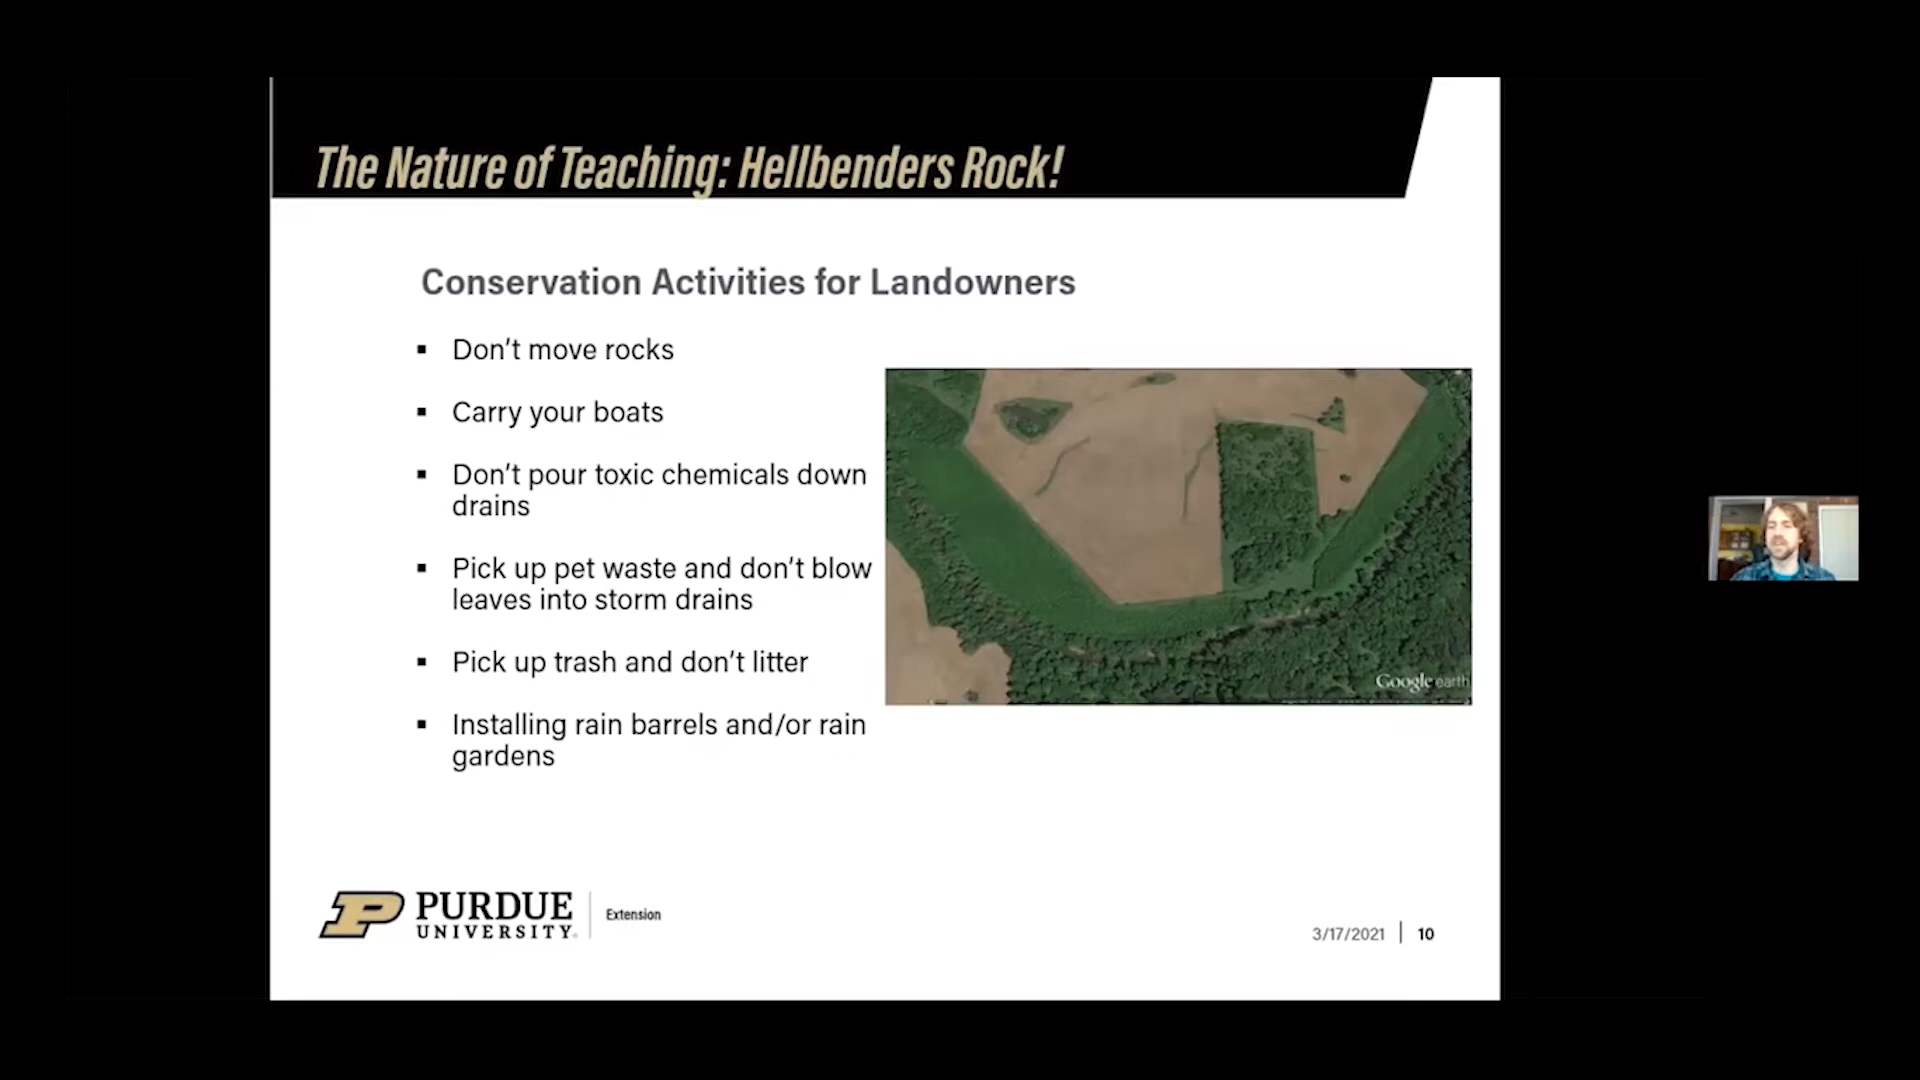 The Nature of Teaching: Hellbenders Rock!
Conservation Activities for Landowners
▪ Don't move rocks
▪ Carry your boats
▪ Don't pour toxic chemicals down
drains
▪ Pick up pet waste and don't blow
leaves into storm drains
▪ Pick up trash and don't litter
▪ Installing rain barrels and/or rain
gardens
Google earth
P PURDUE
UNIVERSITY
Extension
3/17/2021 | 10